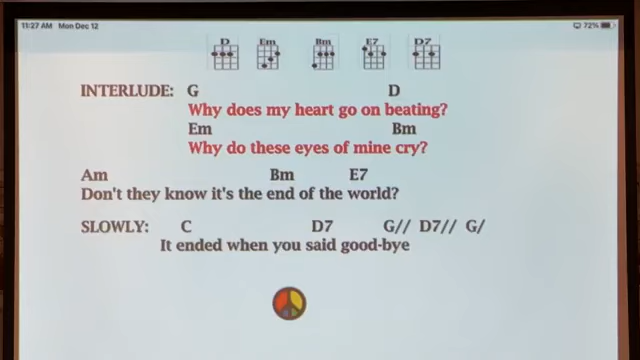 11:27 AM Mon Dec 12 72%
D Em Bm E7 D7
INTERLUDE: G D
Why does my heart go on beating?
Em Bm
Why do these eyes of mine cry?
Am Bm E7
Don't they know it's the end of the world?
SLOWLY: C D7 G// D7// G/
It ended when you said good-bye